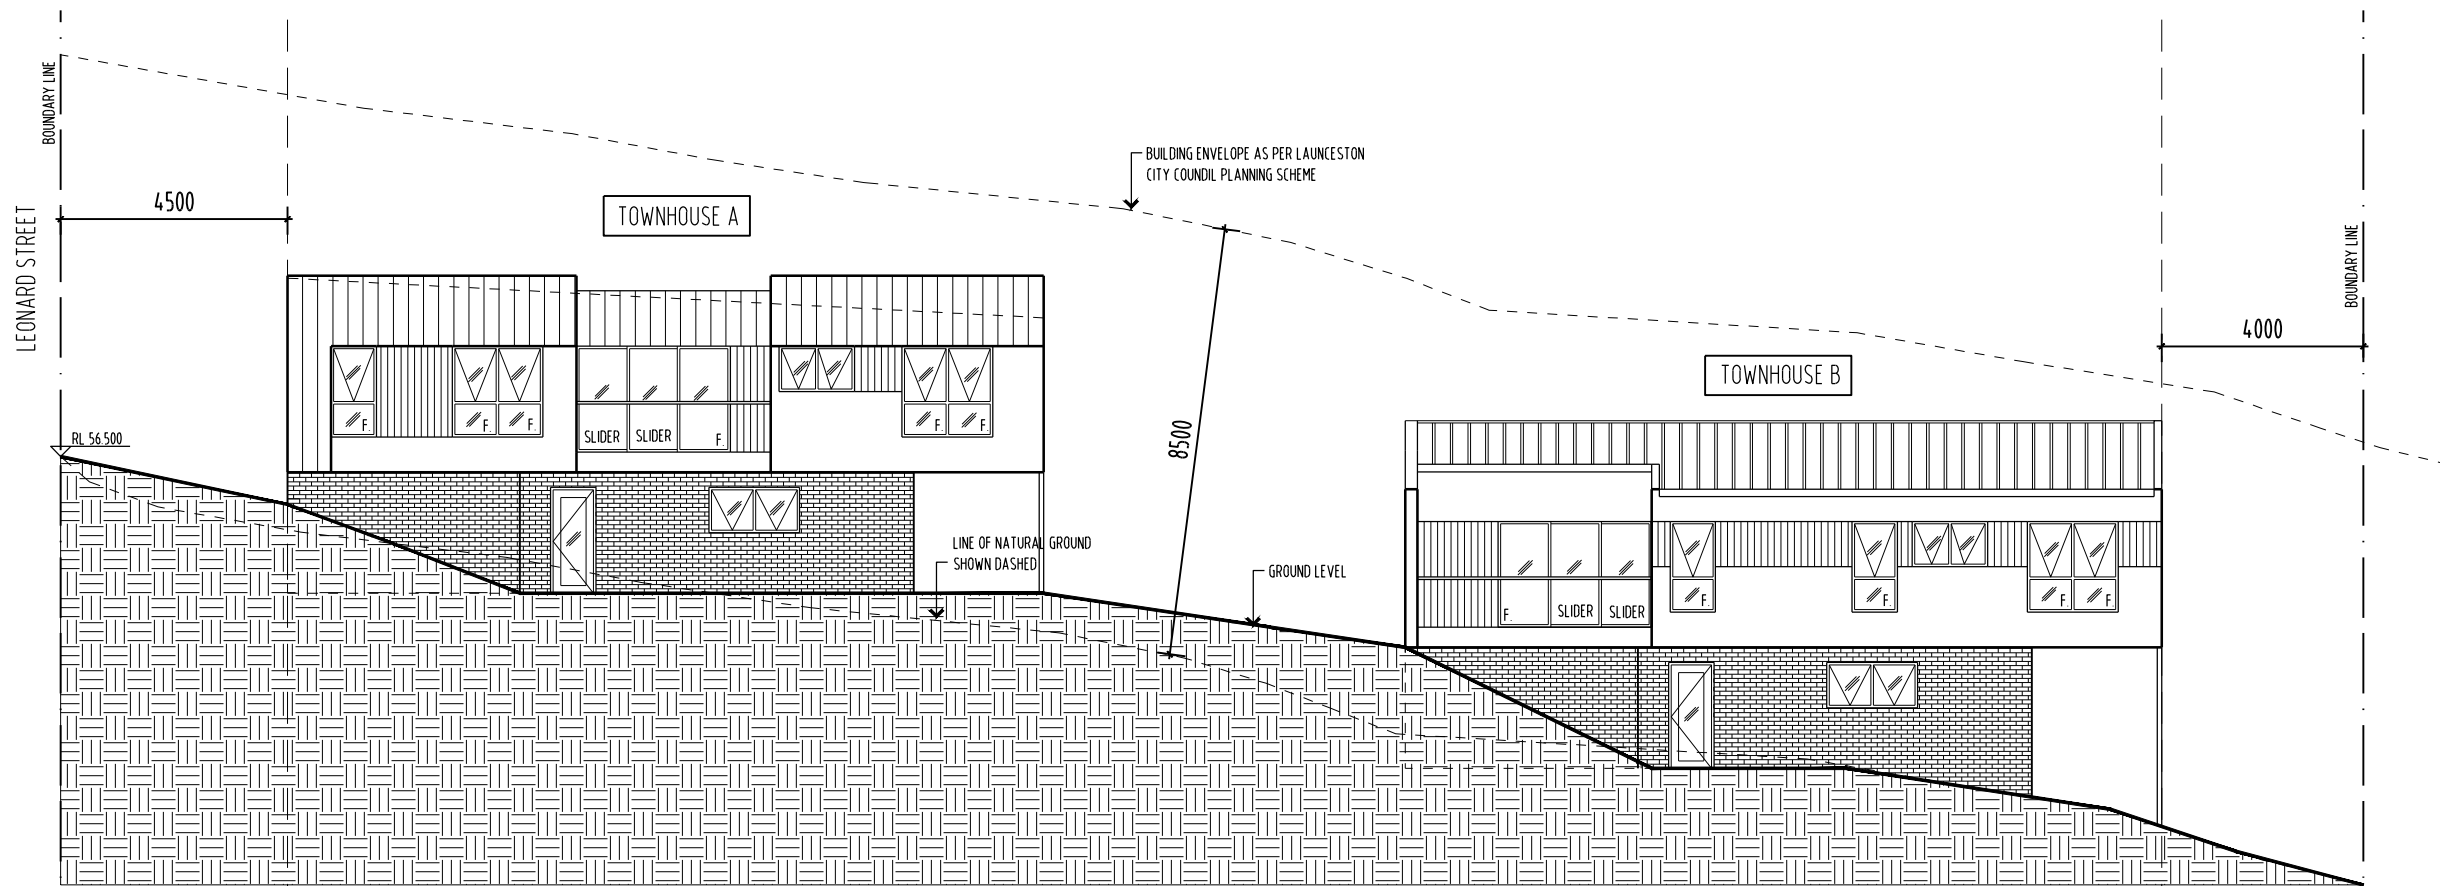 BOUNDARY LINE
LEONARD STREET
4500
TOWNHOUSE A
BUILDING ENVELOPE AS PER LAUNCESTON
CITY COUNDIL PLANNING SCHEME
BOUNDARY LINE
4000
TOWNHOUSE B
8500
RL 56.500
F.
F.
F.
SLIDER
SLIDER
F.
F.
F.
LINE OF NATURAL GROUND
SHOWN DASHED
GROUND LEVEL
F.
SLIDER
SLIDER
F.
F.
F.
F.